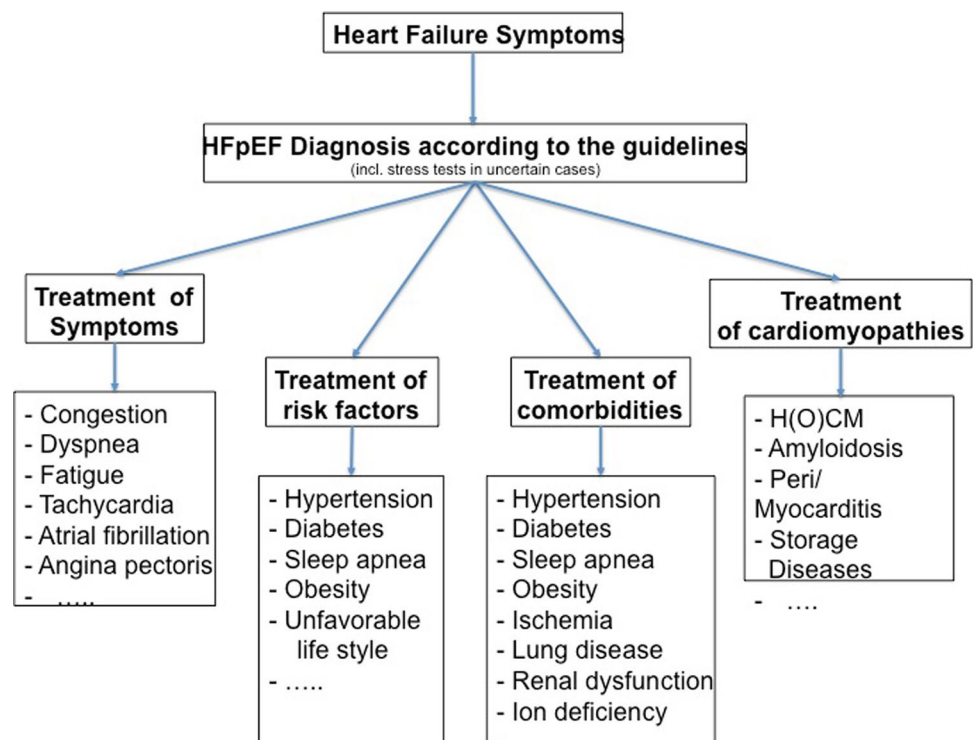 Heart Failure Symptoms
HFpEF Diagnosis according to the guidelines
(incl. stress tests in uncertain cases)
Treatment of
Symptoms
- Congestion
- Dyspnea
- Fatigue
- Tachycardia
- Atrial fibrillation
- Angina pectoris
- .....
Treatment of
risk factors
- Hypertension
- Diabetes
- Sleep apnea
- Obesity
- Unfavorable
life style
- .....
Treatment of
comorbidities
- Hypertension
- Diabetes
- Sleep apnea
- Obesity
- Ischemia
- Lung disease
- Renal dysfunction
- Ion deficiency
Treatment
of cardiomyopathies
- H(O)CM
- Amyloidosis
- Peri/
Myocarditis
- Storage
Diseases
- ....